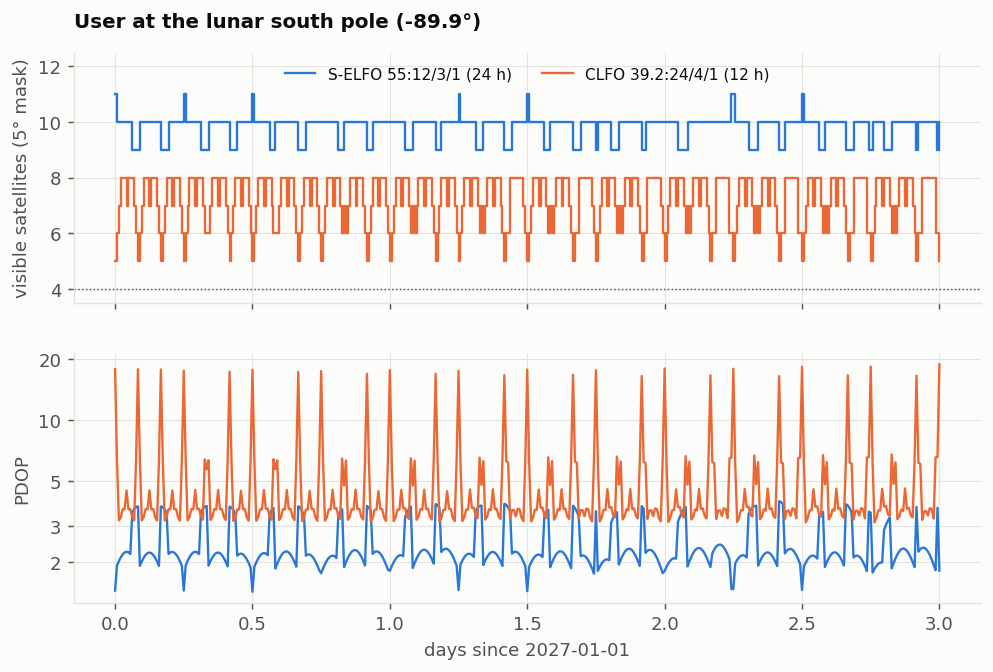 User at the lunar south pole (-89.9°)
S-ELFO 55:12/3/1 (24 h)
CLFO 39.2:24/4/1 (12 h)
visible satellites (5° mask)
12
10
8
6
4
PDOP
20
10
5
3
2
0.0 0.5 1.0 1.5 2.0 2.5 3.0
days since 2027-01-01